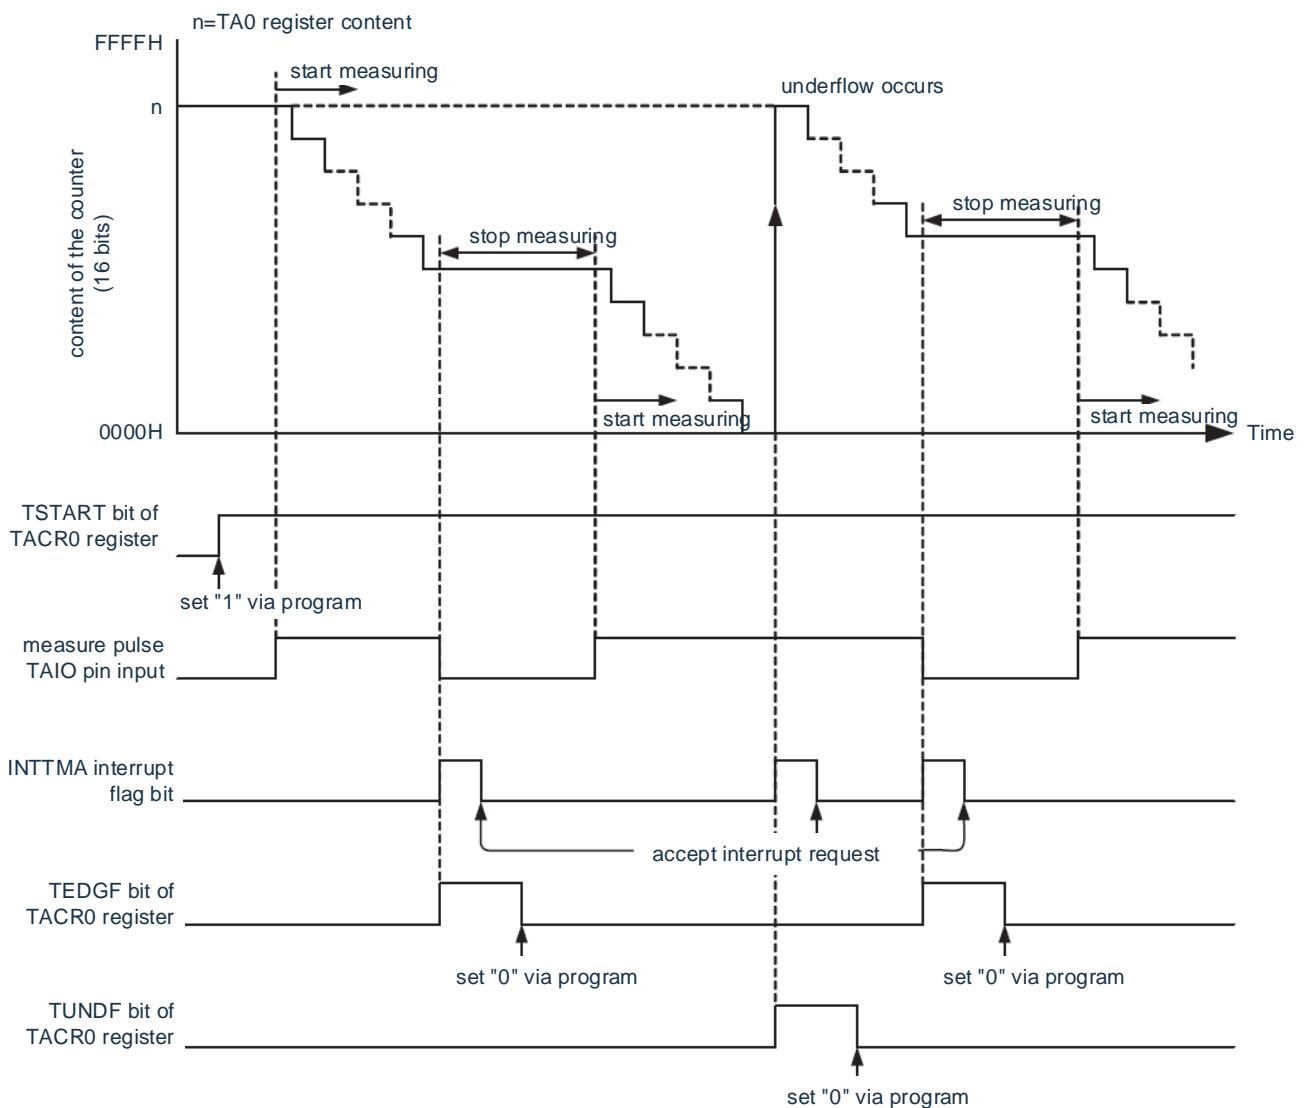 n=TA0 register content
FFFFH
start measuring
underflow occurs
n
content of the counter
(16 bits)
stop measuring
stop measuring
start measuring
start measuring
0000H
Time
TSTART bit of
TACR0 register
set "1" via program
measure pulse
TAIO pin input
INTTMA interrupt
flag bit
accept interrupt request
TEDGF bit of
TACR0 register
set "0" via program
set "0" via program
TUNDF bit of
TACR0 register
set "0" via program